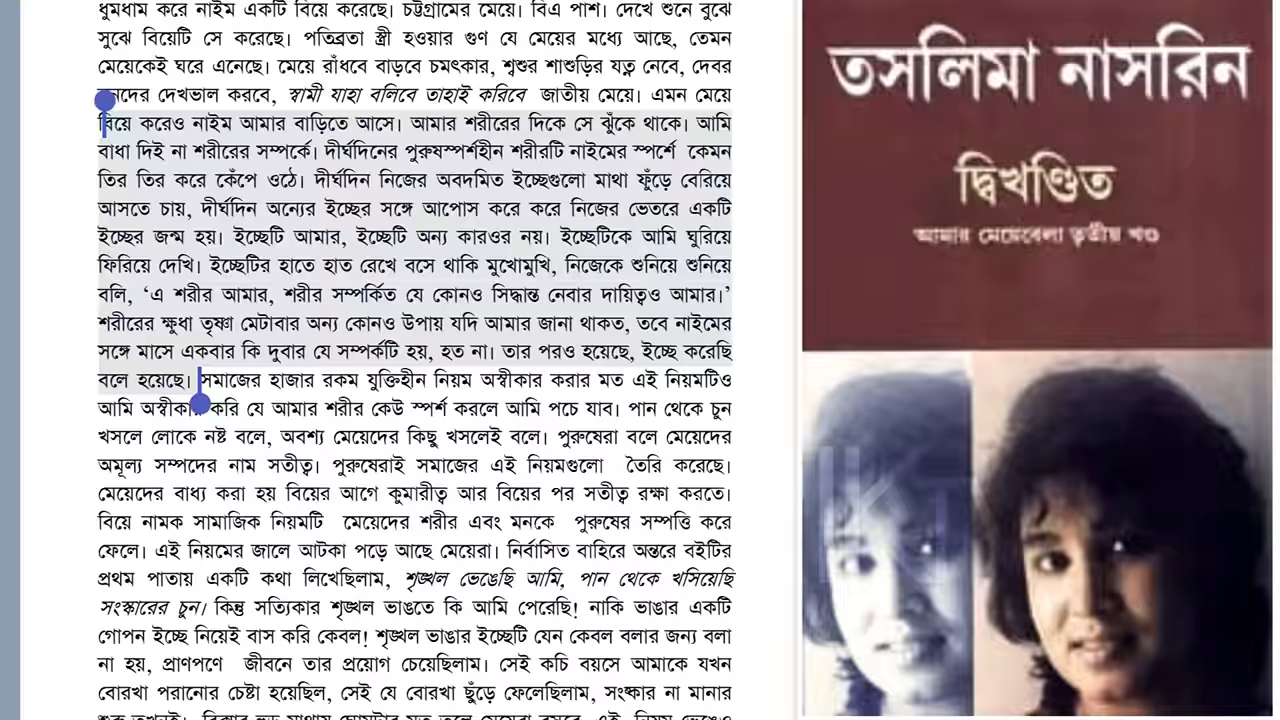 ধুমধাম করে নাইম একটি বিয়ে করেছে। চট্টগ্রামের মেয়ে। বিএ পাশ। দেখে শুনে বুঝে
সুঝে বিয়েটি সে করেছে। পতিব্রতা স্ত্রী হওয়ার গুণ যে মেয়ের মধ্যে আছে, তেমন
মেয়েকেই ঘরে এনেছে। মেয়ে রাঁধবে বাড়বে চমৎকার, শ্বশুর শাশুড়ির যত্ন নেবে, দেবর
দের দেখভাল করবে, স্বামী যাহা বলিবে তাহাই করিবে জাতীয় মেয়ে। এমন মেয়ে
বিয়ে করেও নাইম আমার বাড়িতে আসে। আমার শরীরের দিকে সে ঝুঁকে থাকে। আমি
বাধা দিই না শরীরের সম্পর্কে। দীর্ঘদিনের পুরুষস্পর্শহীন শরীরটি নাইমের স্পর্শে কেমন
তির তির করে কেঁপে ওঠে। দীর্ঘদিন নিজের অবদমিত ইচ্ছেগুলো মাথা ফুঁড়ে বেরিয়ে
আসতে চায়, দীর্ঘদিন অন্যের ইচ্ছের সঙ্গে আপোস করে করে নিজের ভেতরে একটি
ইচ্ছের জন্ম হয়। ইচ্ছেটি আমার, ইচ্ছেটি অন্য কারওর নয়। ইচ্ছেটিকে আমি ঘুরিয়ে
ফিরিয়ে দেখি। ইচ্ছেটির হাতে হাত রেখে বসে থাকি মুখোমুখি, নিজেকে শুনিয়ে শুনিয়ে
বলি, ‘এ শরীর আমার, শরীর সম্পর্কিত যে কোনও সিদ্ধান্ত নেবার দায়িত্বও আমার।’
শরীরের ক্ষুধা তৃষ্ণা মেটাবার অন্য কোনও উপায় যদি আমার জানা থাকত, তবে নাইমের
সঙ্গে মাসে একবার কি দুবার যে সম্পর্কটি হয়, হত না। তার পরও হয়েছে, ইচ্ছে করেছি
বলে হয়েছে। সমাজের হাজার রকম যুক্তিহীন নিয়ম অস্বীকার করার মত এই নিয়মটিও
আমি অস্বীকার করি যে আমার শরীর কেউ স্পর্শ করলে আমি পচে যাব। পান থেকে চুন
খসলে লোকে নষ্ট বলে, অবশ্য মেয়েদের কিছু খসলেই বলে। পুরুষেরা বলে মেয়েদের
অমূল্য সম্পদের নাম সতীত্ব। পুরুষেরাই সমাজের এই নিয়মগুলো তৈরি করেছে।
মেয়েদের বাধ্য করা হয় বিয়ের আগে কুমারীত্ব আর বিয়ের পর সতীত্ব রক্ষা করতে।
বিয়ে নামক সামাজিক নিয়মটি মেয়েদের শরীর এবং মনকে পুরুষের সম্পত্তি করে
ফেলে। এই নিয়মের জালে আটকা পড়ে আছে মেয়েরা। নির্বাসিত বাহিরে অন্তরে বইটির
প্রথম পাতায় একটি কথা লিখেছিলাম, শৃঙ্খল ভেঙেছি আমি, পান থেকে খসিয়েছি
সংস্কারের চুন। কিন্তু সত্যিকার শৃঙ্খল ভাঙতে কি আমি পেরেছি! নাকি ভাঙার একটি
গোপন ইচ্ছে নিয়েই বাস করি কেবল! শৃঙ্খল ভাঙার ইচ্ছেটি যেন কেবল বলার জন্য বলা
না হয়, প্রাণপণে জীবনে তার প্রয়োগ চেয়েছিলাম। সেই কচি বয়সে আমাকে যখন
বোরখা পরানোর চেষ্টা হয়েছিল, সেই যে বোরখা ছুঁড়ে ফেলেছিলাম, সংষ্কার না মানার
তসলিমা নাসরিন
দ্বিখণ্ডিত
আমার মেয়েবেলা তৃতীয় খণ্ড